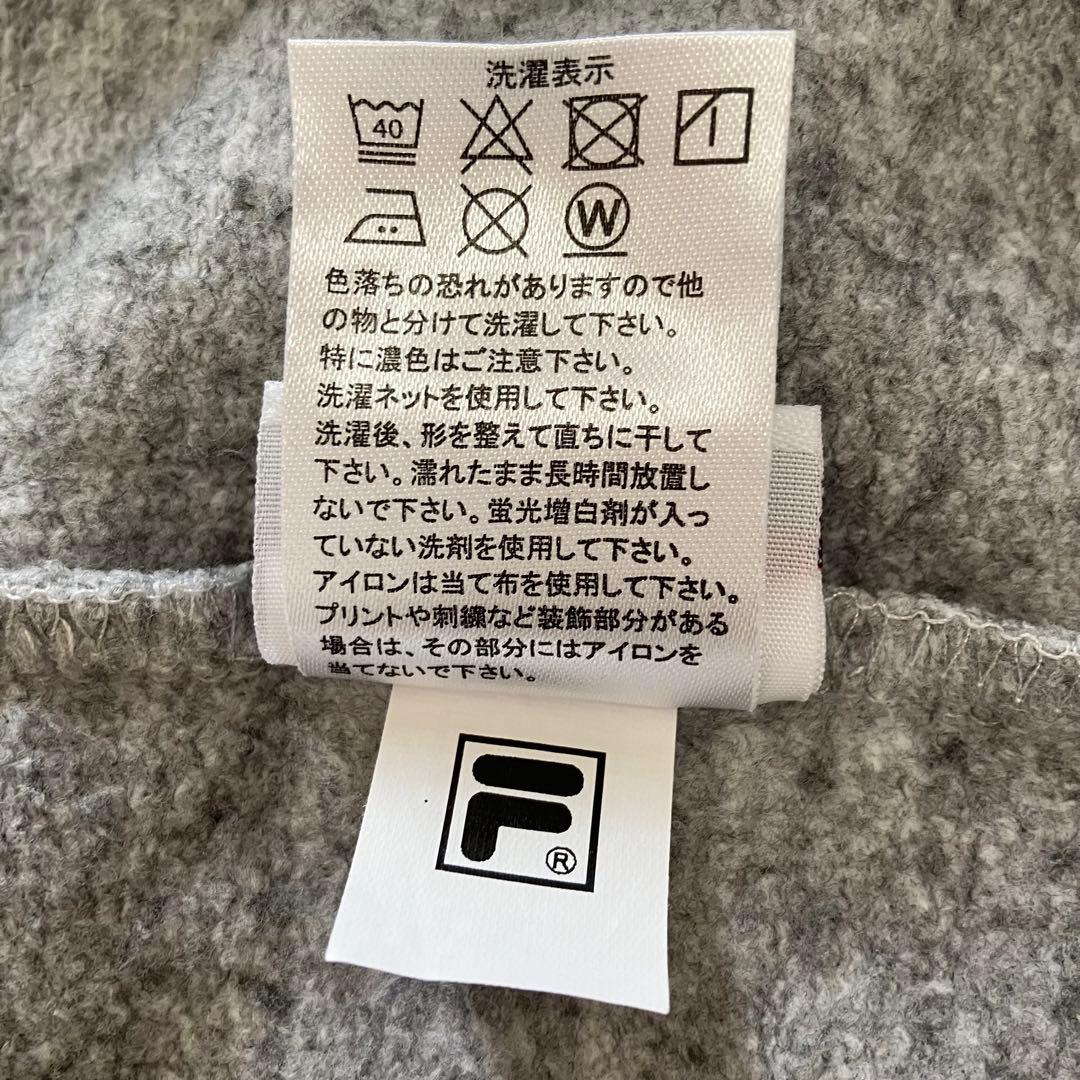 洗濯表示
40
W
色落ちの恐れがありますので他
の物と分けて洗濯して下さい。
特に濃色はご注意下さい。
洗濯ネットを使用して下さい。
洗濯後、形を整えて直ちに干して
下さい。濡れたまま長時間放置し
ないで下さい。蛍光増白剤が入っ
ていない洗剤を使用して下さい。
アイロンは当て布を使用して下さい。
プリントや刺繍など装飾部分がある
場合は、その部分にはアイロンを
当てないで下さい。
F
®